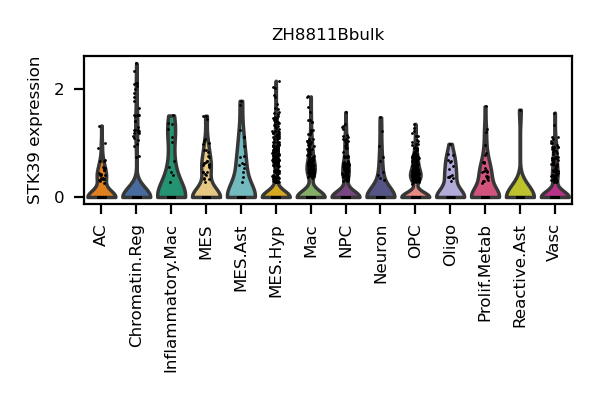 ZH8811Bbulk
STK39 expression
2
0
AC
Chromatin.Reg
Inflammatory.Mac
MES
MES.Ast
MES.Hyp
Mac
NPC
Neuron
OPC
Oligo
Prolif.Metab
Reactive.Ast
Vasc